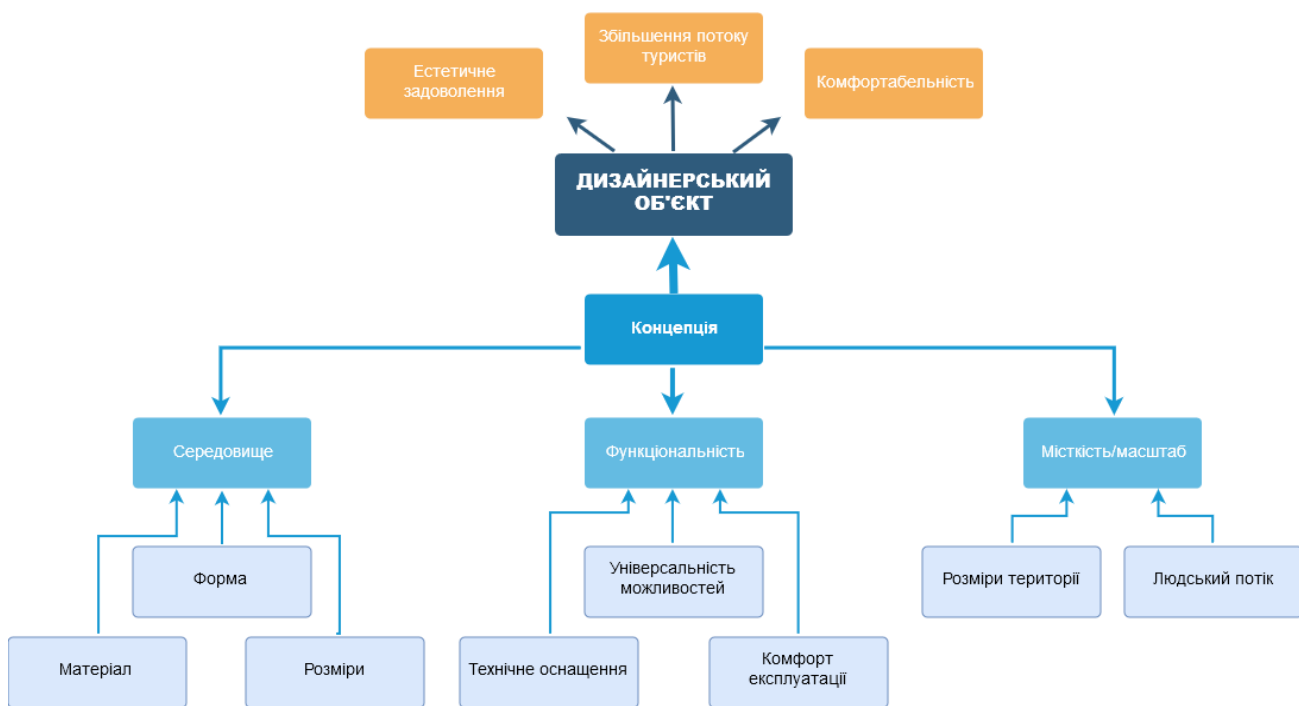 Збільшення потоку
туристів
Естетичне
задоволення
Комфортабельність
ДИЗАЙНЕРСЬКИЙ
ОБ'ЄКТ
Концепція
Середовище
Функціональність
Місткість/масштаб
Форма
Універсальність
можливостей
Розміри території
Людський потік
Матеріал
Розміри
Технічне оснащення
Комфорт
експлуатації